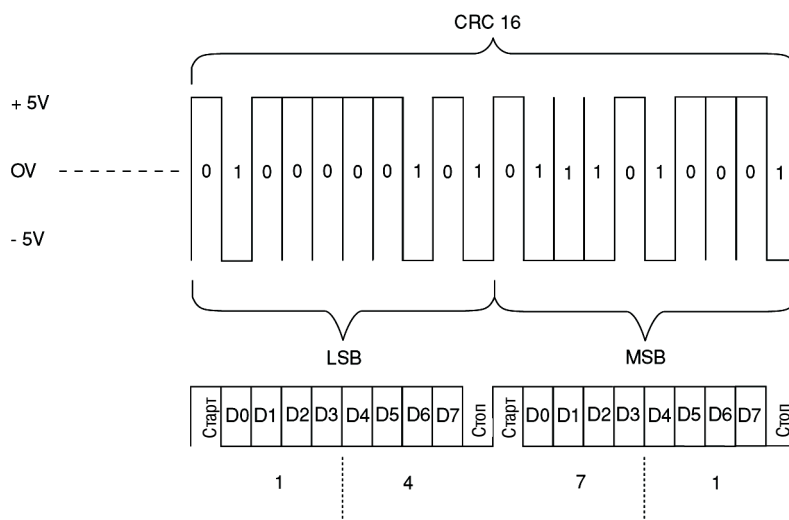 CRC 16
+ 5V
0V
- 5V
0 1 0 0 0 0 0 1 0 1 0 1 1 1 0 1 0 0 0 1
LSB MSB
Старт D0 D1 D2 D3 D4 D5 D6 D7 Стоп Старт D0 D1 D2 D3 D4 D5 D6 D7 Стоп
1 4 7 1